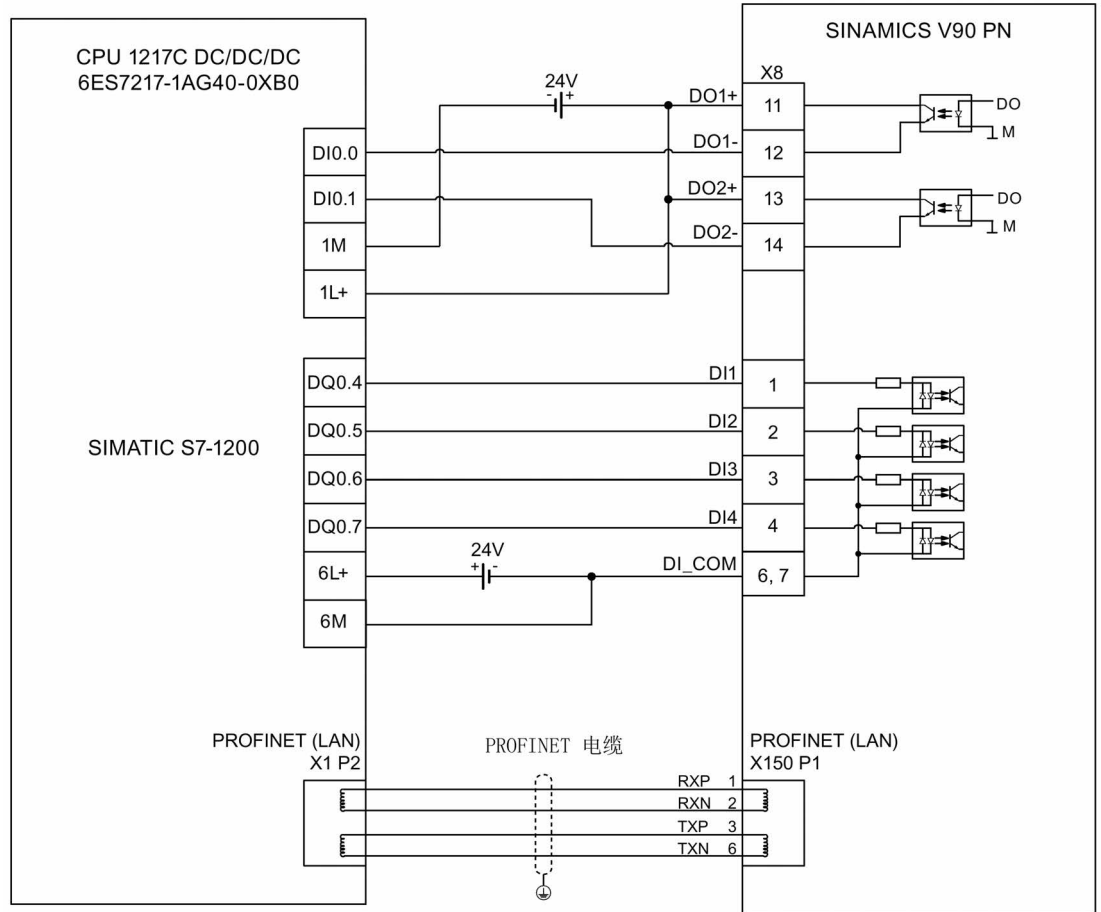 SINAMICS V90 PN
CPU 1217C DC/DC/DC
6ES7217-1AG40-0XB0
24V
- +
X8
DO1+
11
DO
M
DI0.0
DO1-
12
DI0.1
DO2+
13
DO
M
1M
DO2-
14
1L+
DQ0.4
DI1
1
DQ0.5
DI2
2
SIMATIC S7-1200
DQ0.6
DI3
3
DQ0.7
DI4
4
24V
+ -
6L+
DI_COM
6, 7
6M
PROFINET (LAN)
X1 P2
PROFINET 电缆
PROFINET (LAN)
X150 P1
RXP 1
RXN 2
TXP 3
TXN 6